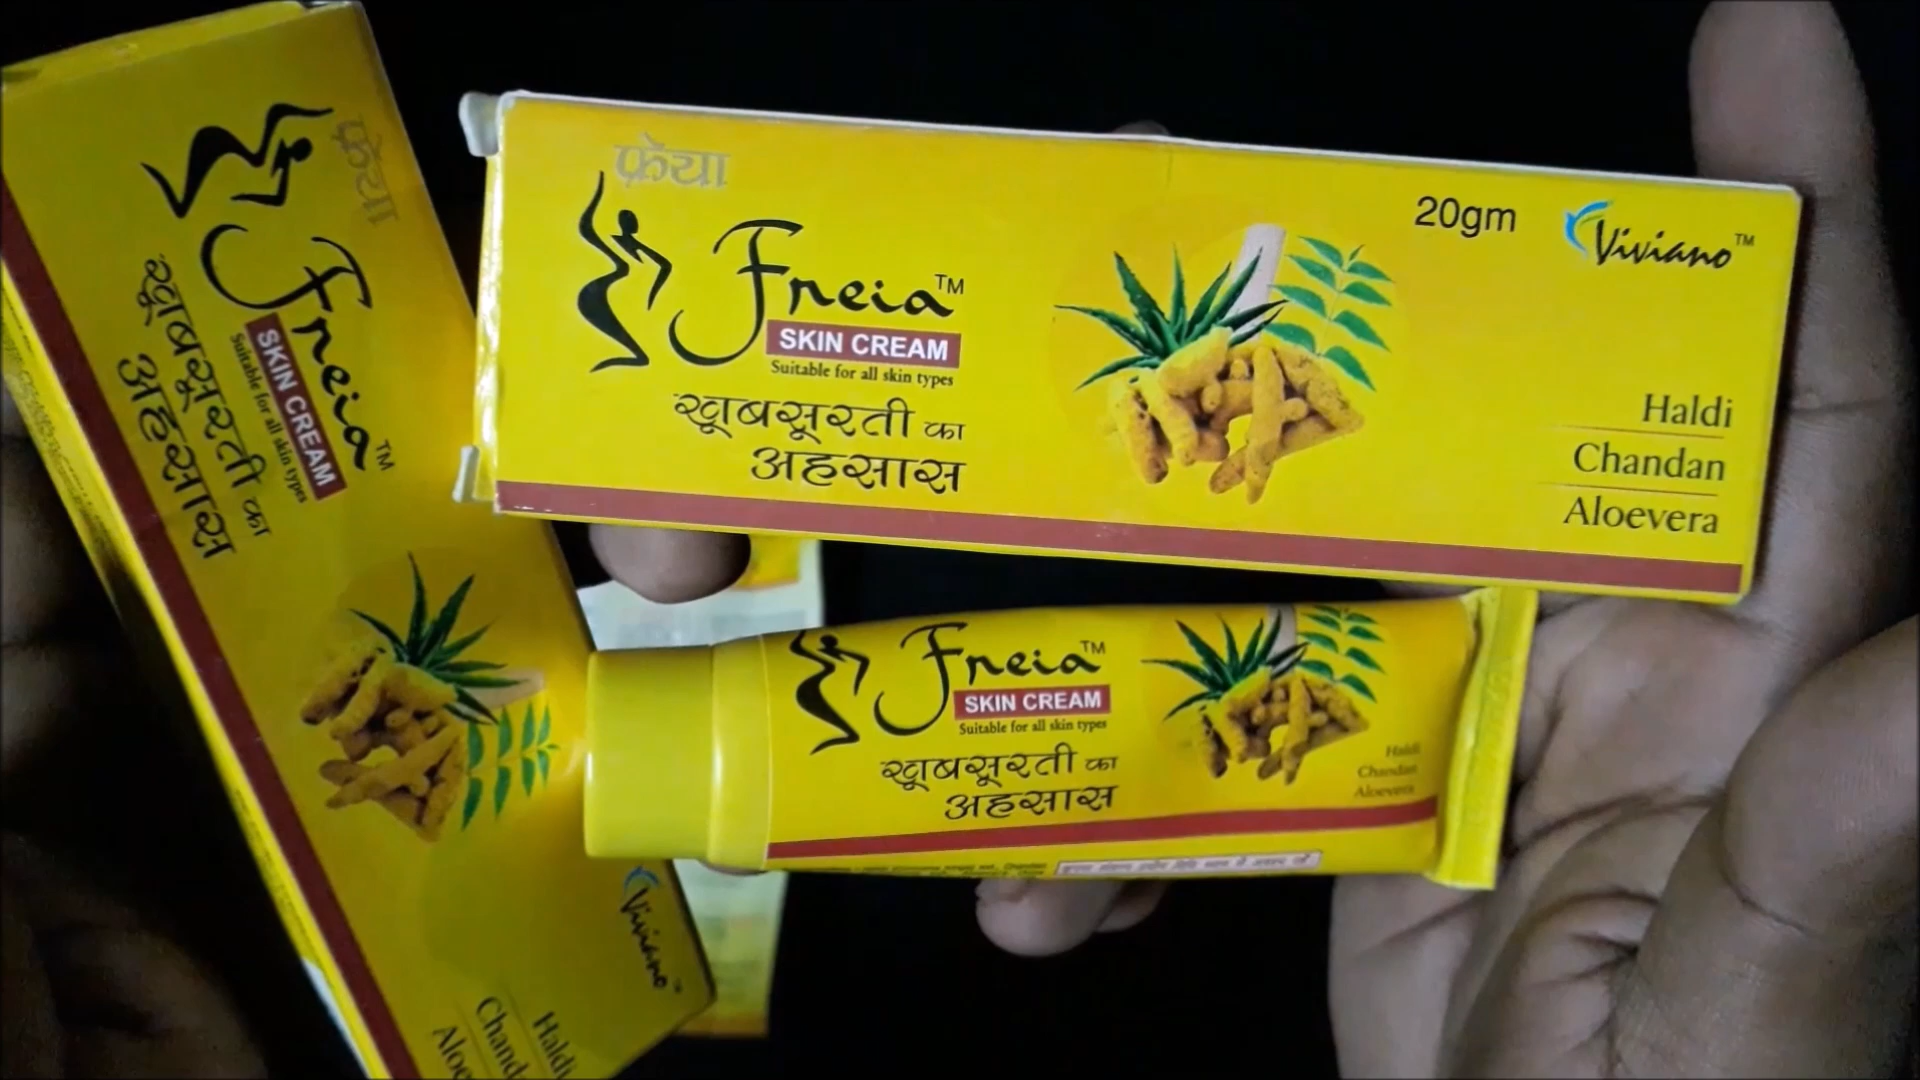 फ्रेया
Freia™
SKIN CREAM
Suitable for all skin types
खूबसूरती का
अहसास
20gm
Viviano™
Haldi
Chandan
Aloevera
फ्रेया
Freia™
SKIN CREAM
Suitable for all skin types
खूबसूरती का
अहसास
Viviano™
Haldi
Freia™
SKIN CREAM
Suitable for all skin types
खूबसूरती का
अहसास
Haldi
Chandan
Aloevera